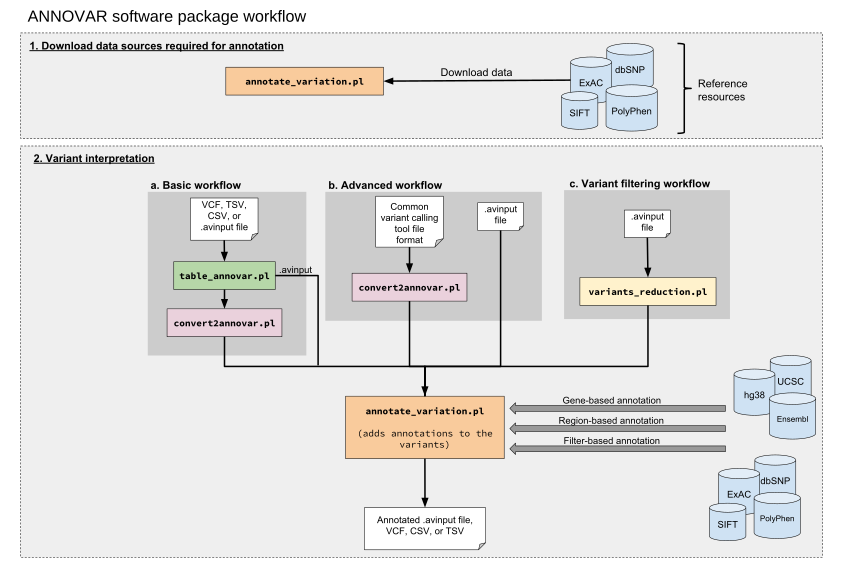 ANNOVAR software package workflow
1. Download data sources required for annotation
annotate_variation.pl
Download data
dbSNP
ExAC
SIFT
PolyPhen
Reference
resources
2. Variant interpretation
a. Basic workflow
b. Advanced workflow
c. Variant filtering workflow
VCF, TSV,
CSV, or
.avinput file
table_annovar.pl
.avinput
convert2annovar.pl
Common
variant calling
tool file
format
.avinput
file
convert2annovar.pl
.avinput
file
variants_reduction.pl
annotate_variation.pl
(adds annotations to the
variants)
Gene-based annotation
Region-based annotation
Filter-based annotation
UCSC
hg38
Ensembl
dbSNP
ExAC
SIFT
PolyPhen
Annotated .avinput file,
VCF, CSV, or TSV